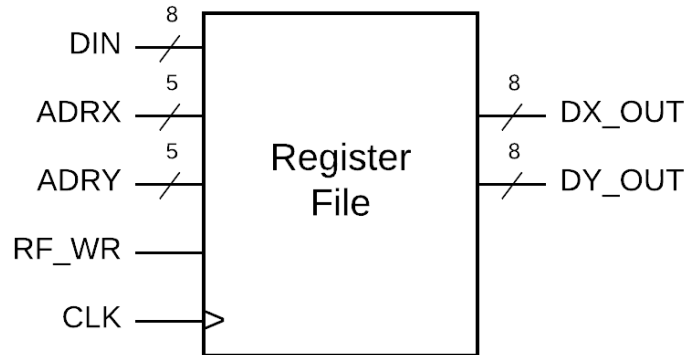 8
DIN
5
ADRX
8
DX_OUT
5
ADRY
8
DY_OUT
Register
File
RF_WR
CLK